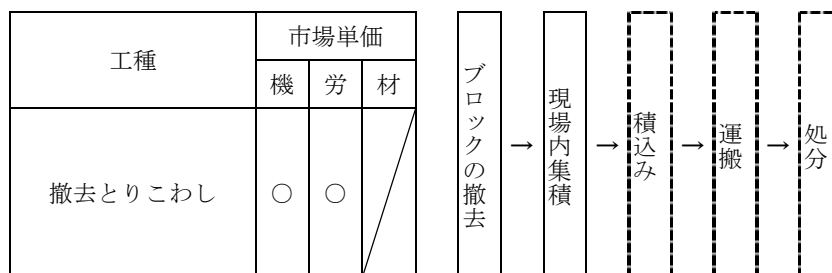 工種
市場単価
機
労
材
撤去とりこわし
○
○
ブロックの撤去
→
現場内集積
→
積込み
→
運搬
→
処分